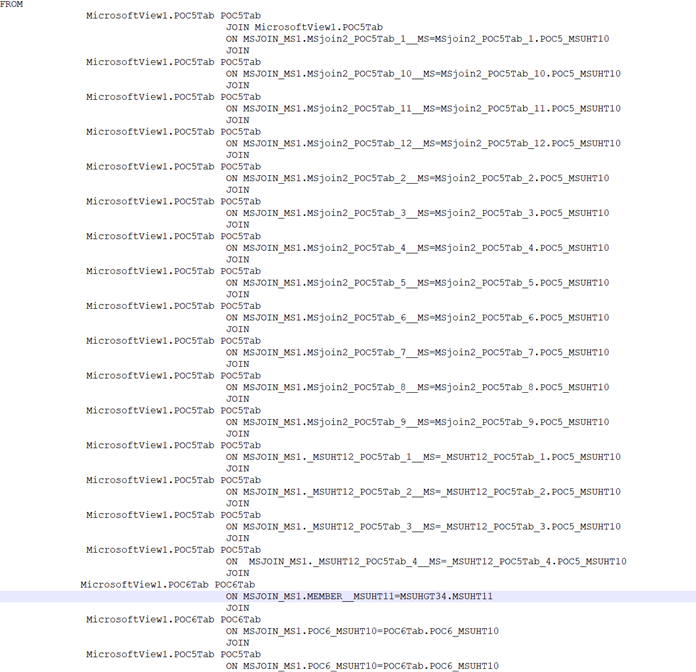 FROM
MicrosoftView1.POC5Tab POC5Tab
JOIN MicrosoftView1.POC5Tab
ON MSJOIN_MS1.MSjoin2_POC5Tab_1__MS=MSjoin2_POC5Tab_1.POC5_MSUHT10
JOIN
MicrosoftView1.POC5Tab POC5Tab
ON MSJOIN_MS1.MSjoin2_POC5Tab_10__MS=MSjoin2_POC5Tab_10.POC5_MSUHT10
JOIN
MicrosoftView1.POC5Tab POC5Tab
ON MSJOIN_MS1.MSjoin2_POC5Tab_11__MS=MSjoin2_POC5Tab_11.POC5_MSUHT10
JOIN
MicrosoftView1.POC5Tab POC5Tab
ON MSJOIN_MS1.MSjoin2_POC5Tab_12__MS=MSjoin2_POC5Tab_12.POC5_MSUHT10
JOIN
MicrosoftView1.POC5Tab POC5Tab
ON MSJOIN_MS1.MSjoin2_POC5Tab_2__MS=MSjoin2_POC5Tab_2.POC5_MSUHT10
JOIN
MicrosoftView1.POC5Tab POC5Tab
ON MSJOIN_MS1.MSjoin2_POC5Tab_3__MS=MSjoin2_POC5Tab_3.POC5_MSUHT10
JOIN
MicrosoftView1.POC5Tab POC5Tab
ON MSJOIN_MS1.MSjoin2_POC5Tab_4__MS=MSjoin2_POC5Tab_4.POC5_MSUHT10
JOIN
MicrosoftView1.POC5Tab POC5Tab
ON MSJOIN_MS1.MSjoin2_POC5Tab_5__MS=MSjoin2_POC5Tab_5.POC5_MSUHT10
JOIN
MicrosoftView1.POC5Tab POC5Tab
ON MSJOIN_MS1.MSjoin2_POC5Tab_6__MS=MSjoin2_POC5Tab_6.POC5_MSUHT10
JOIN
MicrosoftView1.POC5Tab POC5Tab
ON MSJOIN_MS1.MSjoin2_POC5Tab_7__MS=MSjoin2_POC5Tab_7.POC5_MSUHT10
JOIN
MicrosoftView1.POC5Tab POC5Tab
ON MSJOIN_MS1.MSjoin2_POC5Tab_8__MS=MSjoin2_POC5Tab_8.POC5_MSUHT10
JOIN
MicrosoftView1.POC5Tab POC5Tab
ON MSJOIN_MS1.MSjoin2_POC5Tab_9__MS=MSjoin2_POC5Tab_9.POC5_MSUHT10
JOIN
MicrosoftView1.POC5Tab POC5Tab
ON MSJOIN_MS1._MSUHT12_POC5Tab_1__MS=_MSUHT12_POC5Tab_1.POC5_MSUHT10
JOIN
MicrosoftView1.POC5Tab POC5Tab
ON MSJOIN_MS1._MSUHT12_POC5Tab_2__MS=_MSUHT12_POC5Tab_2.POC5_MSUHT10
JOIN
MicrosoftView1.POC5Tab POC5Tab
ON MSJOIN_MS1._MSUHT12_POC5Tab_3__MS=_MSUHT12_POC5Tab_3.POC5_MSUHT10
JOIN
MicrosoftView1.POC5Tab POC5Tab
ON MSJOIN_MS1._MSUHT12_POC5Tab_4__MS=_MSUHT12_POC5Tab_4.POC5_MSUHT10
JOIN
MicrosoftView1.POC6Tab POC6Tab
ON MSJOIN_MS1.MEMBER__MSUHT11=MSUHGT34.MSUHT11
JOIN
MicrosoftView1.POC6Tab POC6Tab
ON MSJOIN_MS1.POC6_MSUHT10=POC6Tab.POC6_MSUHT10
JOIN
MicrosoftView1.POC5Tab POC5Tab
ON MSJOIN_MS1.POC6_MSUHT10=POC6Tab.POC6_MSUHT10